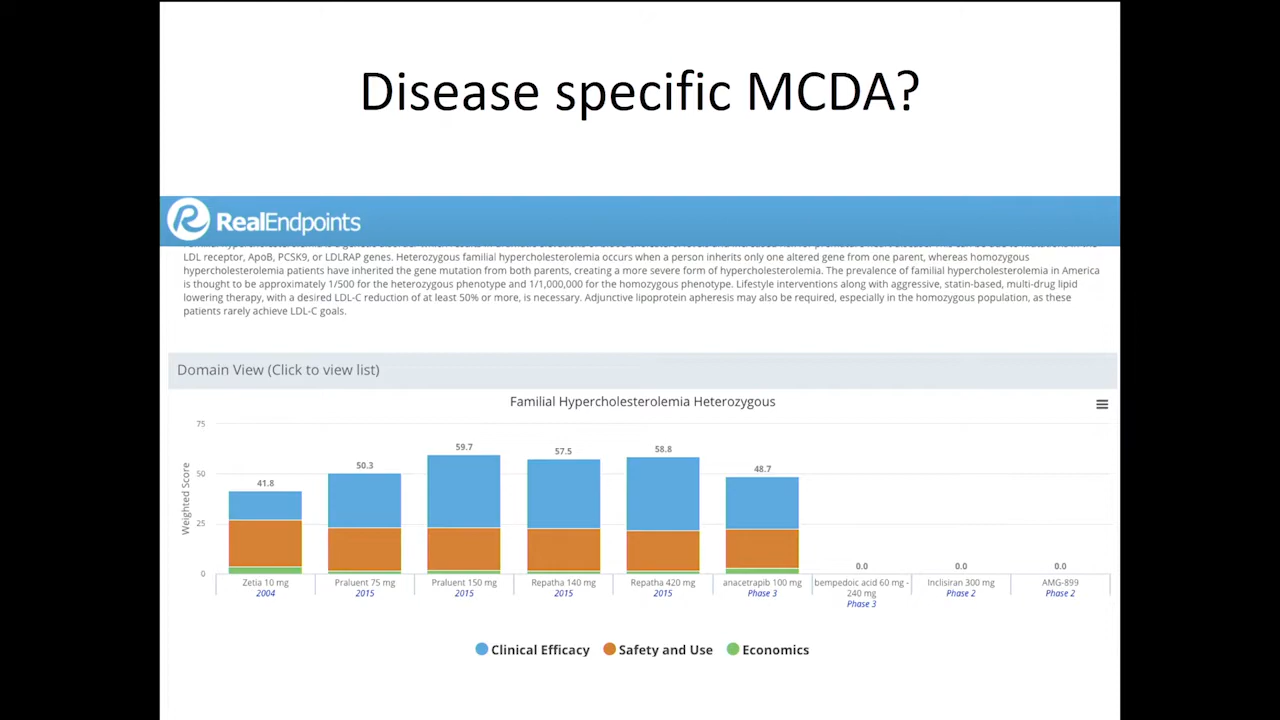 Disease specific MCDA?
RealEndpoints
LDL receptor, ApoB, PCSK9, or LDLRAP genes. Heterozygous familial hypercholesterolemia occurs when a person inherits only one altered gene from one parent, whereas homozygous
hypercholesterolemia patients have inherited the gene mutation from both parents, creating a more severe form of hypercholesterolemia. The prevalence of familial hypercholesterolemia in America
is thought to be approximately 1/500 for the heterozygous phenotype and 1/1,000,000 for the homozygous phenotype. Lifestyle interventions along with aggressive, statin-based, multi-drug lipid
lowering therapy, with a desired LDL-C reduction of at least 50% or more, is necessary. Adjunctive lipoprotein apheresis may also be required, especially in the homozygous population, as these
patients rarely achieve LDL-C goals.
Domain View (Click to view list)
Familial Hypercholesterolemia Heterozygous
Weighted Score
75
50
25
0
41.8
50.3
59.7
57.5
58.8
48.7
0.0
0.0
0.0
Zetia 10 mg
2004
Praluent 75 mg
2015
Praluent 150 mg
2015
Repatha 140 mg
2015
Repatha 420 mg
2015
anacetrapib 100 mg
Phase 3
bempedoic acid 60 mg -
240 mg
Phase 3
Inclisiran 300 mg
Phase 2
AMG-899
Phase 2
Clinical Efficacy
Safety and Use
Economics